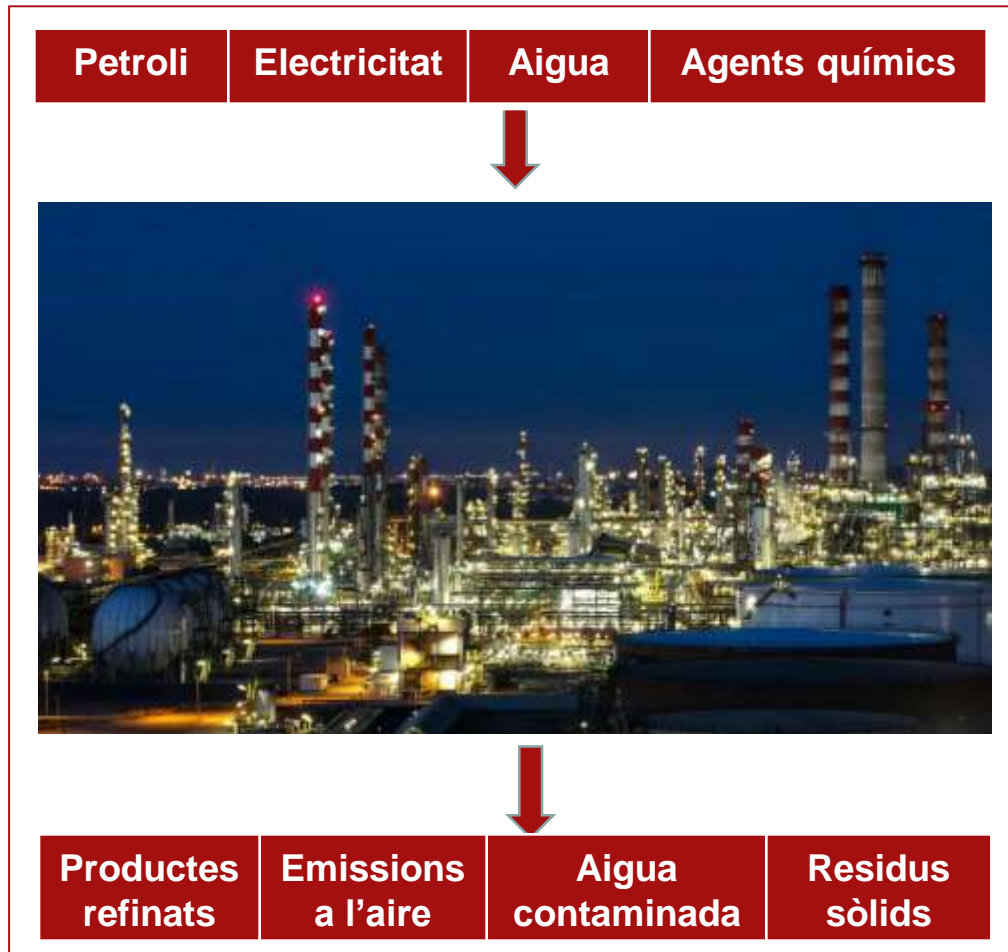 Petroli Electricitat Aigua Agents químics
Productes refinats
Emissions a l’aire
Aigua contaminada
Residus sòlids